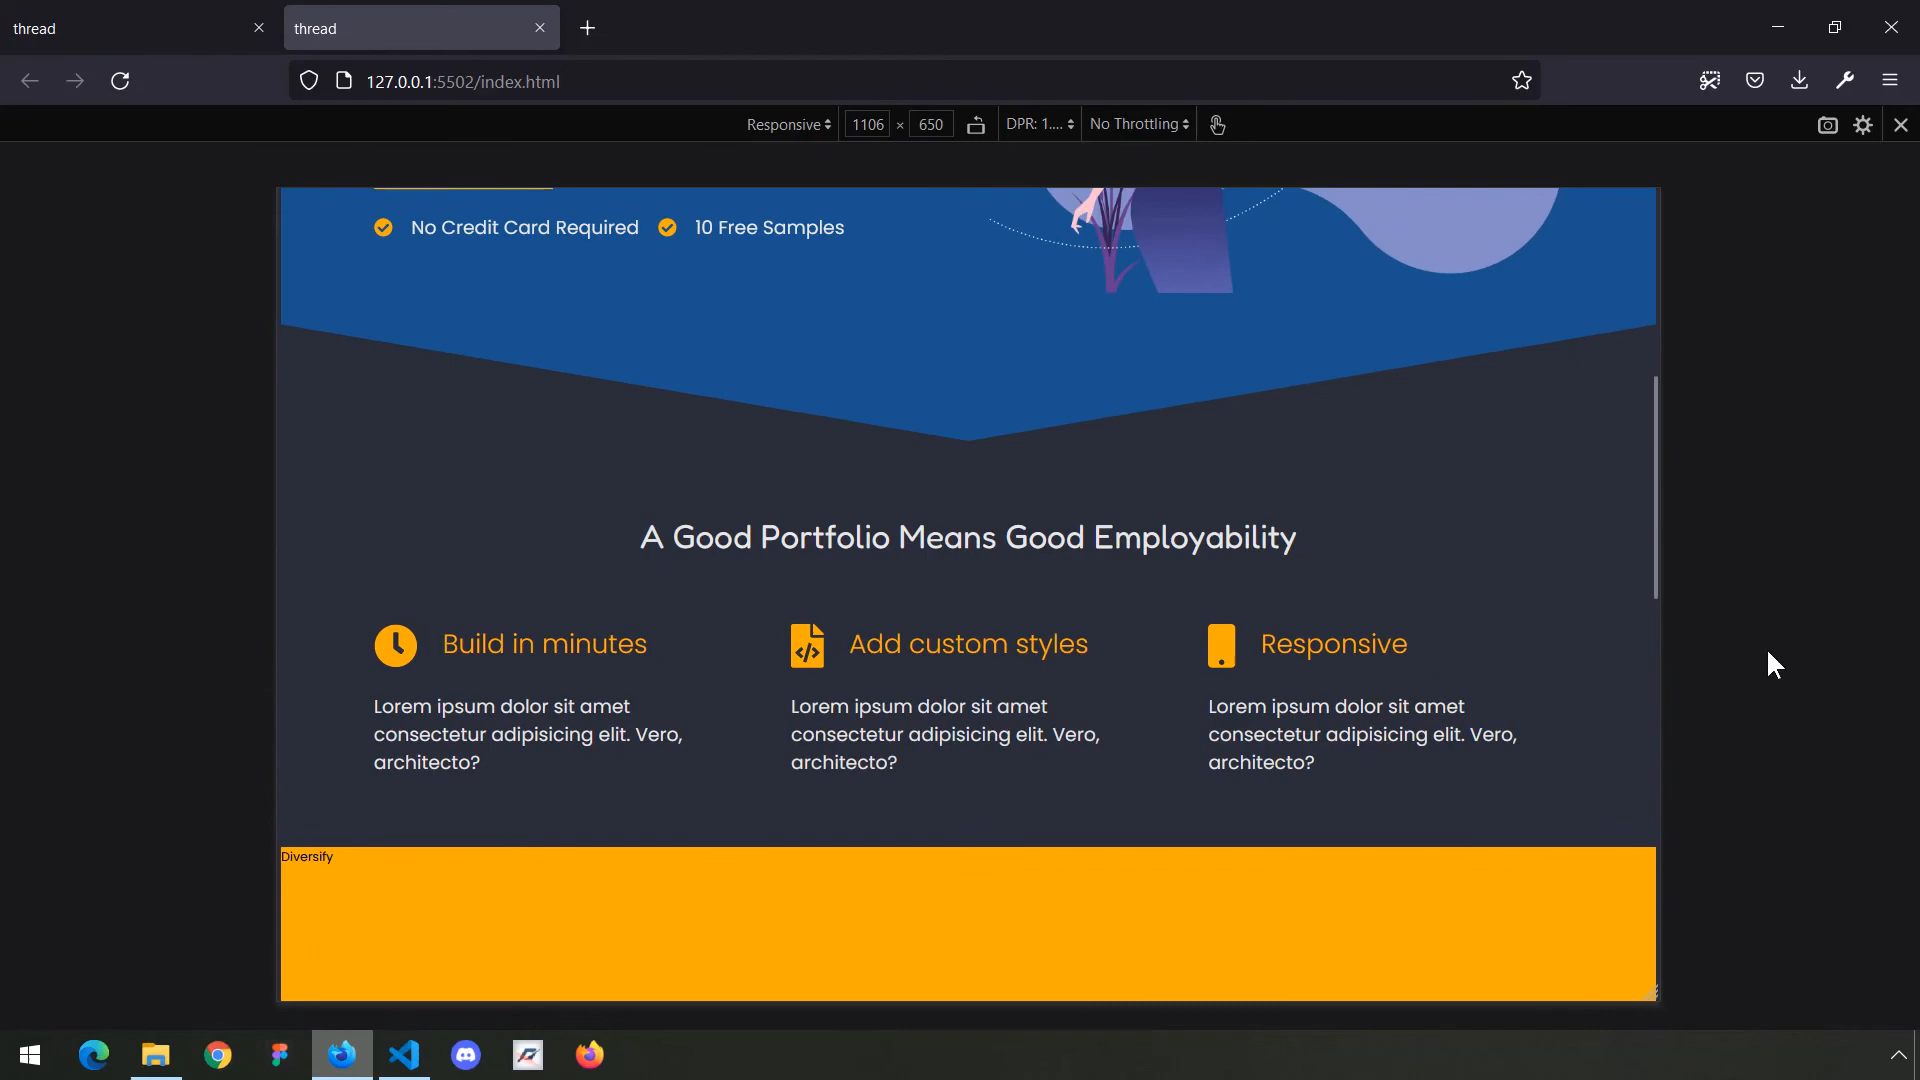 thread
thread
127.0.0.1:5502/index.html
Responsive 1106 × 650 DPR: 1.... No Throttling
No Credit Card Required 10 Free Samples
A Good Portfolio Means Good Employability
Build in minutes
Lorem ipsum dolor sit amet
consectetur adipisicing elit. Vero,
architecto?
Add custom styles
Lorem ipsum dolor sit amet
consectetur adipisicing elit. Vero,
architecto?
Responsive
Lorem ipsum dolor sit amet
consectetur adipisicing elit. Vero,
architecto?
Diversify